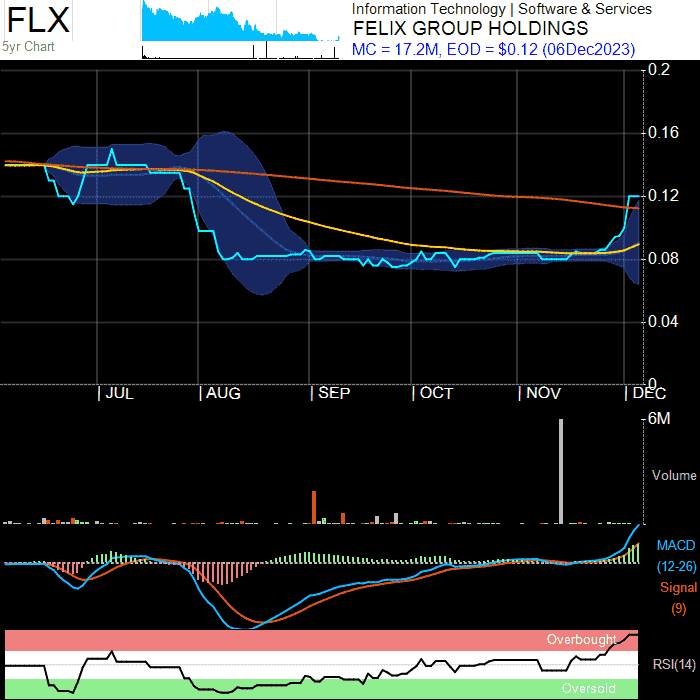 FLX
5yr Chart
Information Technology | Software & Services
FELIX GROUP HOLDINGS
MC = 17.2M, EOD = $0.12 (06Dec2023)
0.2
0.16
0.12
0.08
0.04
0
| JUL | AUG | SEP | OCT | NOV | DEC
6M
Volume
MACD
(12-26)
Signal
(9)
Overbought
RSI(14)
Oversold